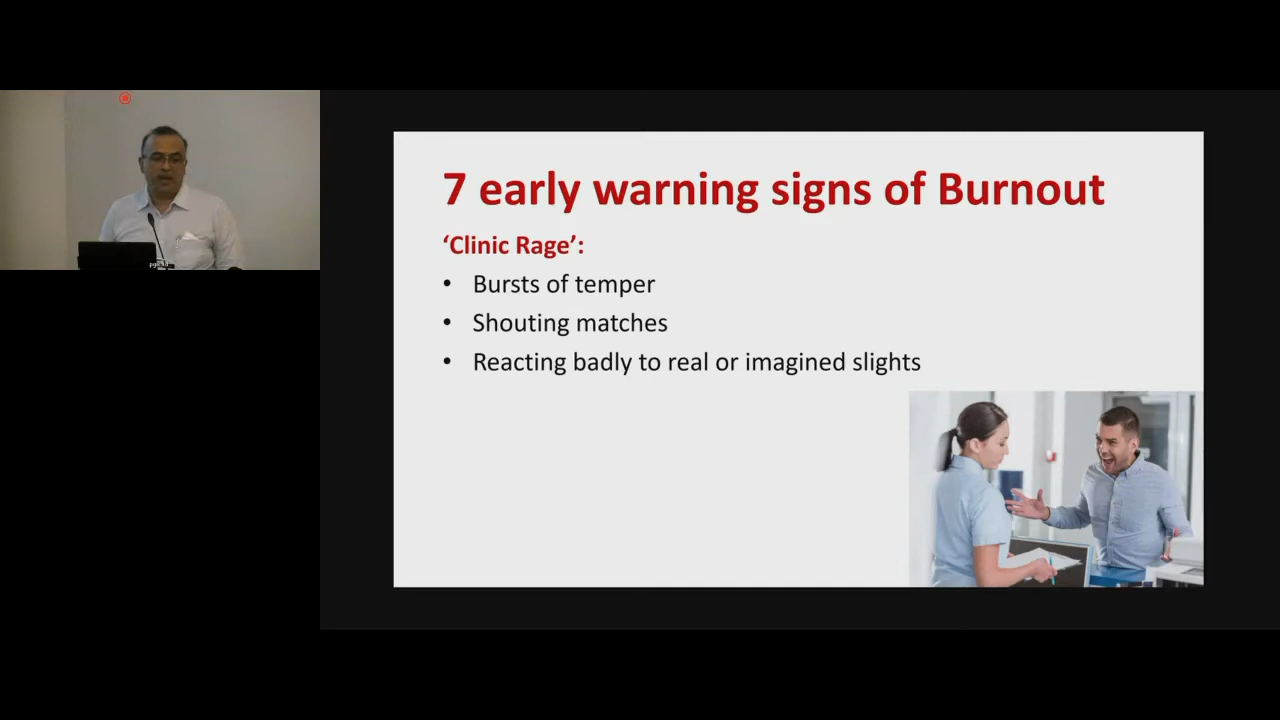 7 early warning signs of Burnout
‘Clinic Rage’:
• Bursts of temper
• Shouting matches
• Reacting badly to real or imagined slights